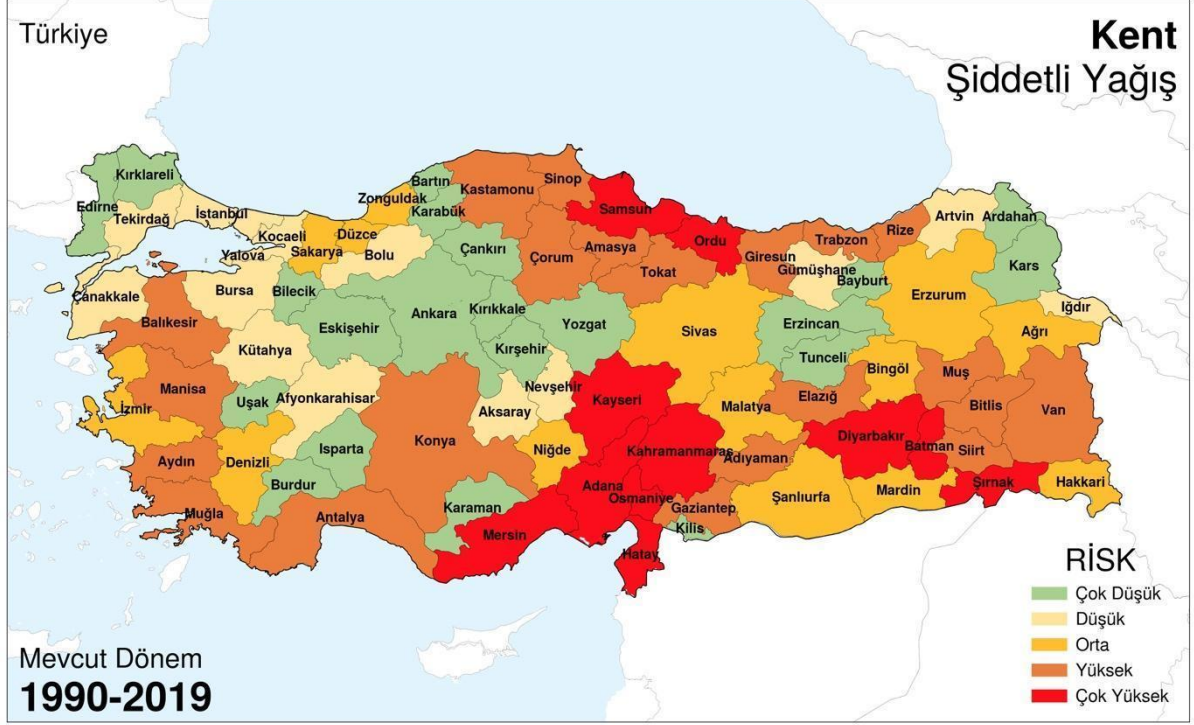 Türkiye
Kent
Şiddetli Yağış
Kırklareli
Edirne
Tekirdağ
İstanbul
Kocaeli
Yalova
Sakarya
Düzce
Zonguldak
Bolu
Bartın
Karabük
Kastamonu
Sinop
Samsun
Çankırı
Çorum
Amasya
Ordu
Tokat
Giresun
Trabzon
Gümüşhane
Bayburt
Rize
Artvin
Ardahan
Kars
Iğdır
Ağrı
Erzurum
Çanakkale
Balıkesir
Bursa
Bilecik
Eskişehir
Kütahya
Ankara
Kırıkkale
Kırşehir
Yozgat
Sivas
Erzincan
Tunceli
Bingöl
Muş
Bitlis
Van
Manisa
İzmir
Uşak
Afyonkarahisar
Aksaray
Nevşehir
Kayseri
Malatya
Elazığ
Diyarbakır
Batman
Siirt
Şırnak
Hakkari
Aydın
Denizli
Isparta
Burdur
Konya
Niğde
Kahramanmaraş
Adıyaman
Şanlıurfa
Mardin
Muğla
Antalya
Karaman
Mersin
Adana
Osmaniye
Gaziantep
Kilis
Hatay
RİSK
Çok Düşük
Düşük
Orta
Yüksek
Çok Yüksek
Mevcut Dönem
1990-2019